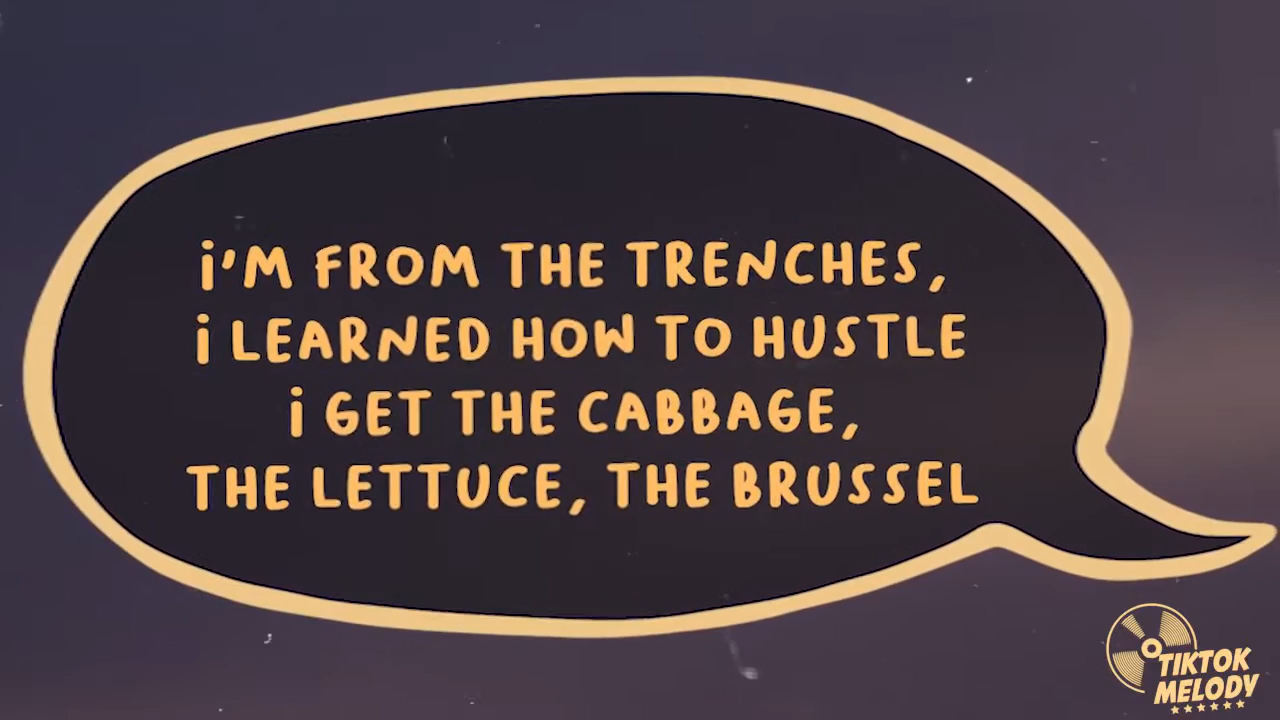 i'M FROM THE TRENCHES,
i LEARNED HOW TO HUSTLE
i GET THE CABBAGE,
THE LETTUCE, THE BRUSSEL
TIKTOK
MELODY